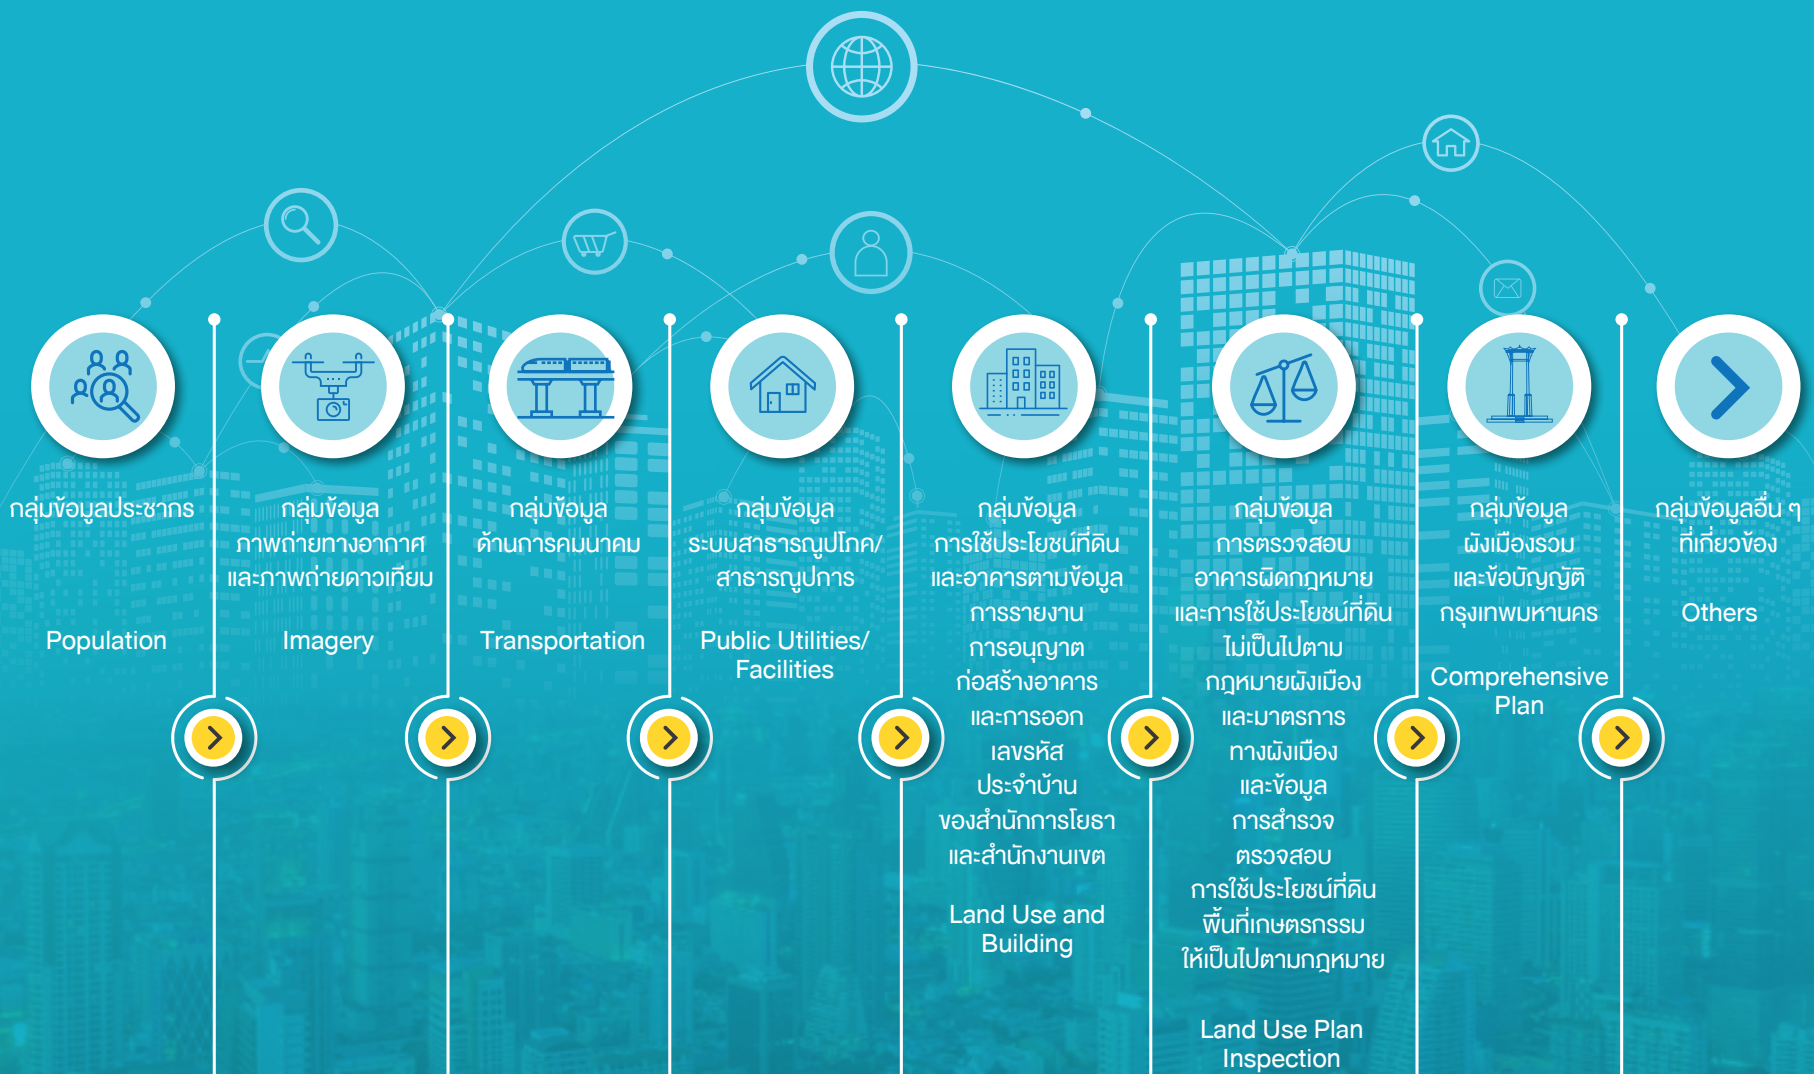 กลุ่มข้อมูลประชากร
Population
กลุ่มข้อมูล
ภาพถ่ายทางอากาศ
และภาพถ่ายดาวเทียม
Imagery
กลุ่มข้อมูล
ด้านการคมนาคม
Transportation
กลุ่มข้อมูล
ระบบสาธารณูปโภค/
สาธารณูปการ
Public Utilities/
Facilities
กลุ่มข้อมูล
การใช้ประโยชน์ที่ดิน
และอาคารตามข้อมูล
การรายงาน
การอนุญาต
ก่อสร้างอาคาร
และการออก
เลขรหัส
ประจำบ้าน
ของสำนักการโยธา
และสำนักงานเขต
Land Use and
Building
กลุ่มข้อมูล
การตรวจสอบ
อาคารผิดกฎหมาย
และการใช้ประโยชน์ที่ดิน
ไม่เป็นไปตาม
กฎหมายผังเมือง
และมาตรการ
ทางผังเมือง
และข้อมูล
การสำรวจ
ตรวจสอบ
การใช้ประโยชน์ที่ดิน
พื้นที่เกษตรกรรม
ให้เป็นไปตามกฎหมาย
Land Use Plan
Inspection
กลุ่มข้อมูล
ผังเมืองรวม
และข้อบัญญัติ
กรุงเทพมหานคร
Comprehensive
Plan
กลุ่มข้อมูลอื่น ๆ
ที่เกี่ยวข้อง
Others